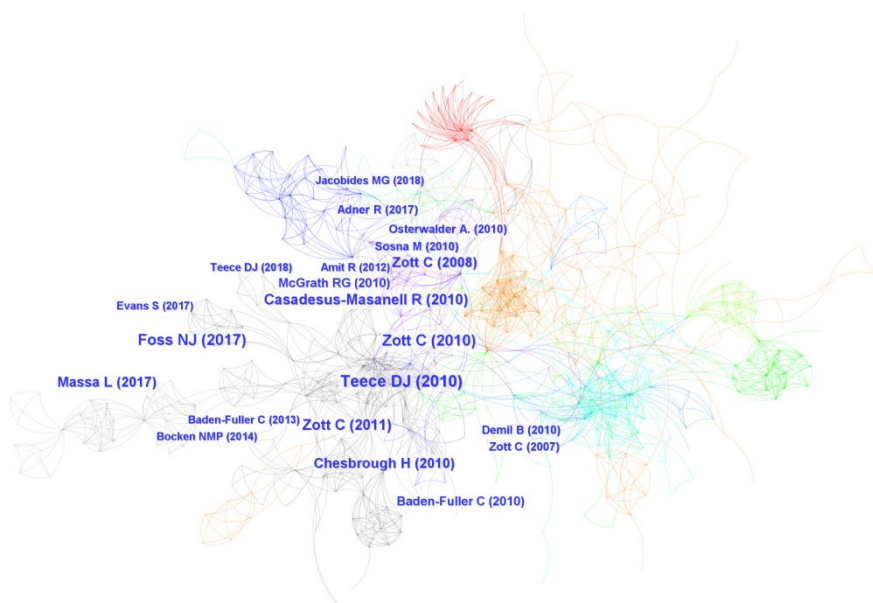 Jacobides MG (2018)
Adner R (2017)
Osterwalder A. (2010)
Sosna M (2010)
Teece DJ (2018)
Amit R (2012)
Zott C (2008)
McGrath RG (2010)
Casadesus-Masanell R (2010)
Evans S (2017)
Foss NJ (2017)
Zott C (2010)
Massa L (2017)
Teece DJ (2010)
Baden-Fuller C (2013)
Zott C (2011)
Bocken NMP (2014)
Demil B (2010)
Zott C (2007)
Chesbrough H (2010)
Baden-Fuller C (2010)